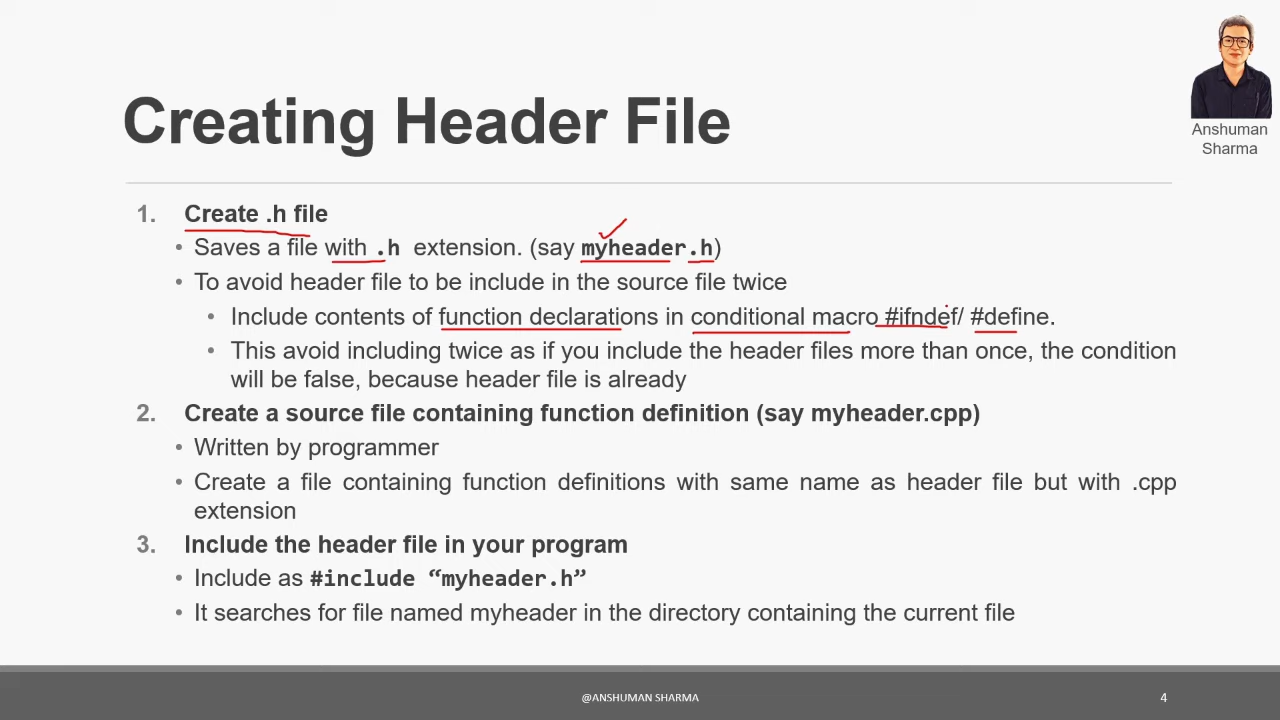 Creating Header File
Anshuman
Sharma
1. Create .h file
• Saves a file with .h extension. (say myheader.h)
• To avoid header file to be include in the source file twice
• Include contents of function declarations in conditional macro #ifndef/ #define.
• This avoid including twice as if you include the header files more than once, the condition
will be false, because header file is already
2. Create a source file containing function definition (say myheader.cpp)
• Written by programmer
• Create a file containing function definitions with same name as header file but with .cpp
extension
3. Include the header file in your program
• Include as #include “myheader.h”
• It searches for file named myheader in the directory containing the current file
@ANSHUMAN SHARMA
4